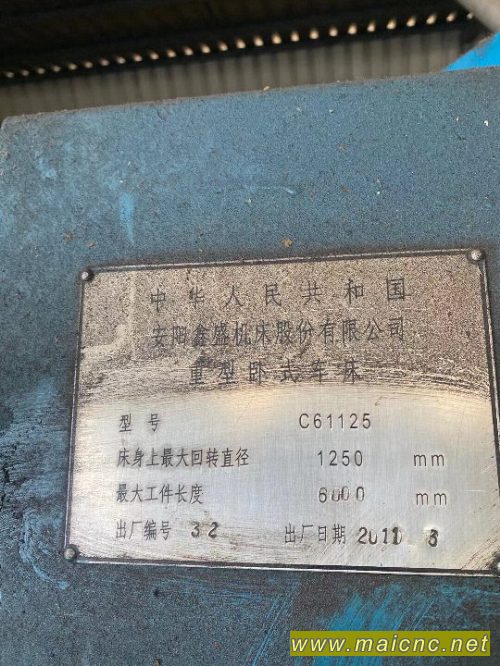 中华人民共和国
安阳鑫盛机床股份有限公司
重型卧式车床
型号 C61125
床身上最大回转直径 1250 mm
最大工件长度 6000 mm
出厂编号 32 出厂日期 2011 3
www.maicnc.net